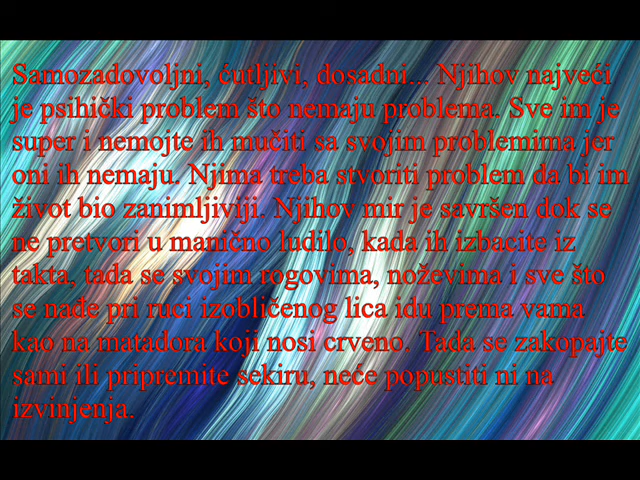 Samozadovoljni, ćutljivi, dosadni... Njihov najveći
je psihički problem što nemaju problema. Sve im je
super i nemojte ih mučiti sa svojim problemima jer
oni ih nemaju. Njima treba stvoriti problem da bi im
život bio zanimljiviji. Njihov mir je savršen dok se
ne pretvori u manično ludilo, kada ih izbacite iz
takta, tada se svojim rogovima, noževima i sve što
se nađe pri ruci izobličenog lica idu prema vama
kao na matadora koji nosi crveno. Tada se zakopajte
sami ili pripremite sekiru, neće popustiti ni na
izvinjenja.